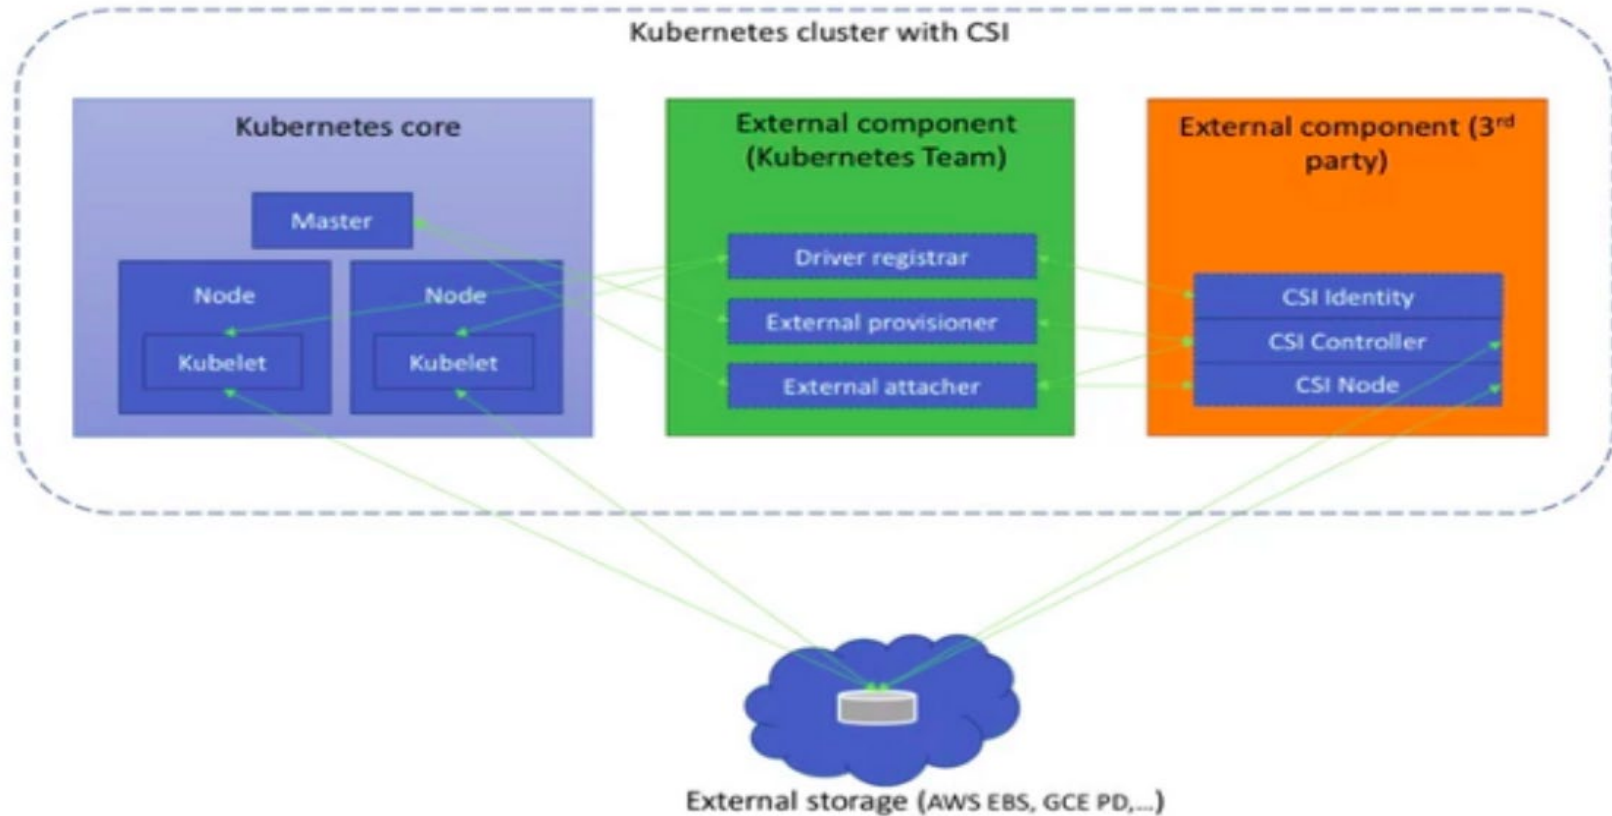 Kubernetes cluster with CSI
Kubernetes core
Master
Node
Node
Kubelet
Kubelet
External component
(Kubernetes Team)
Driver registrar
External provisioner
External attacher
External component (3rd
party)
CSI Identity
CSI Controller
CSI Node
External storage (AWS EBS, GCE PD,...)